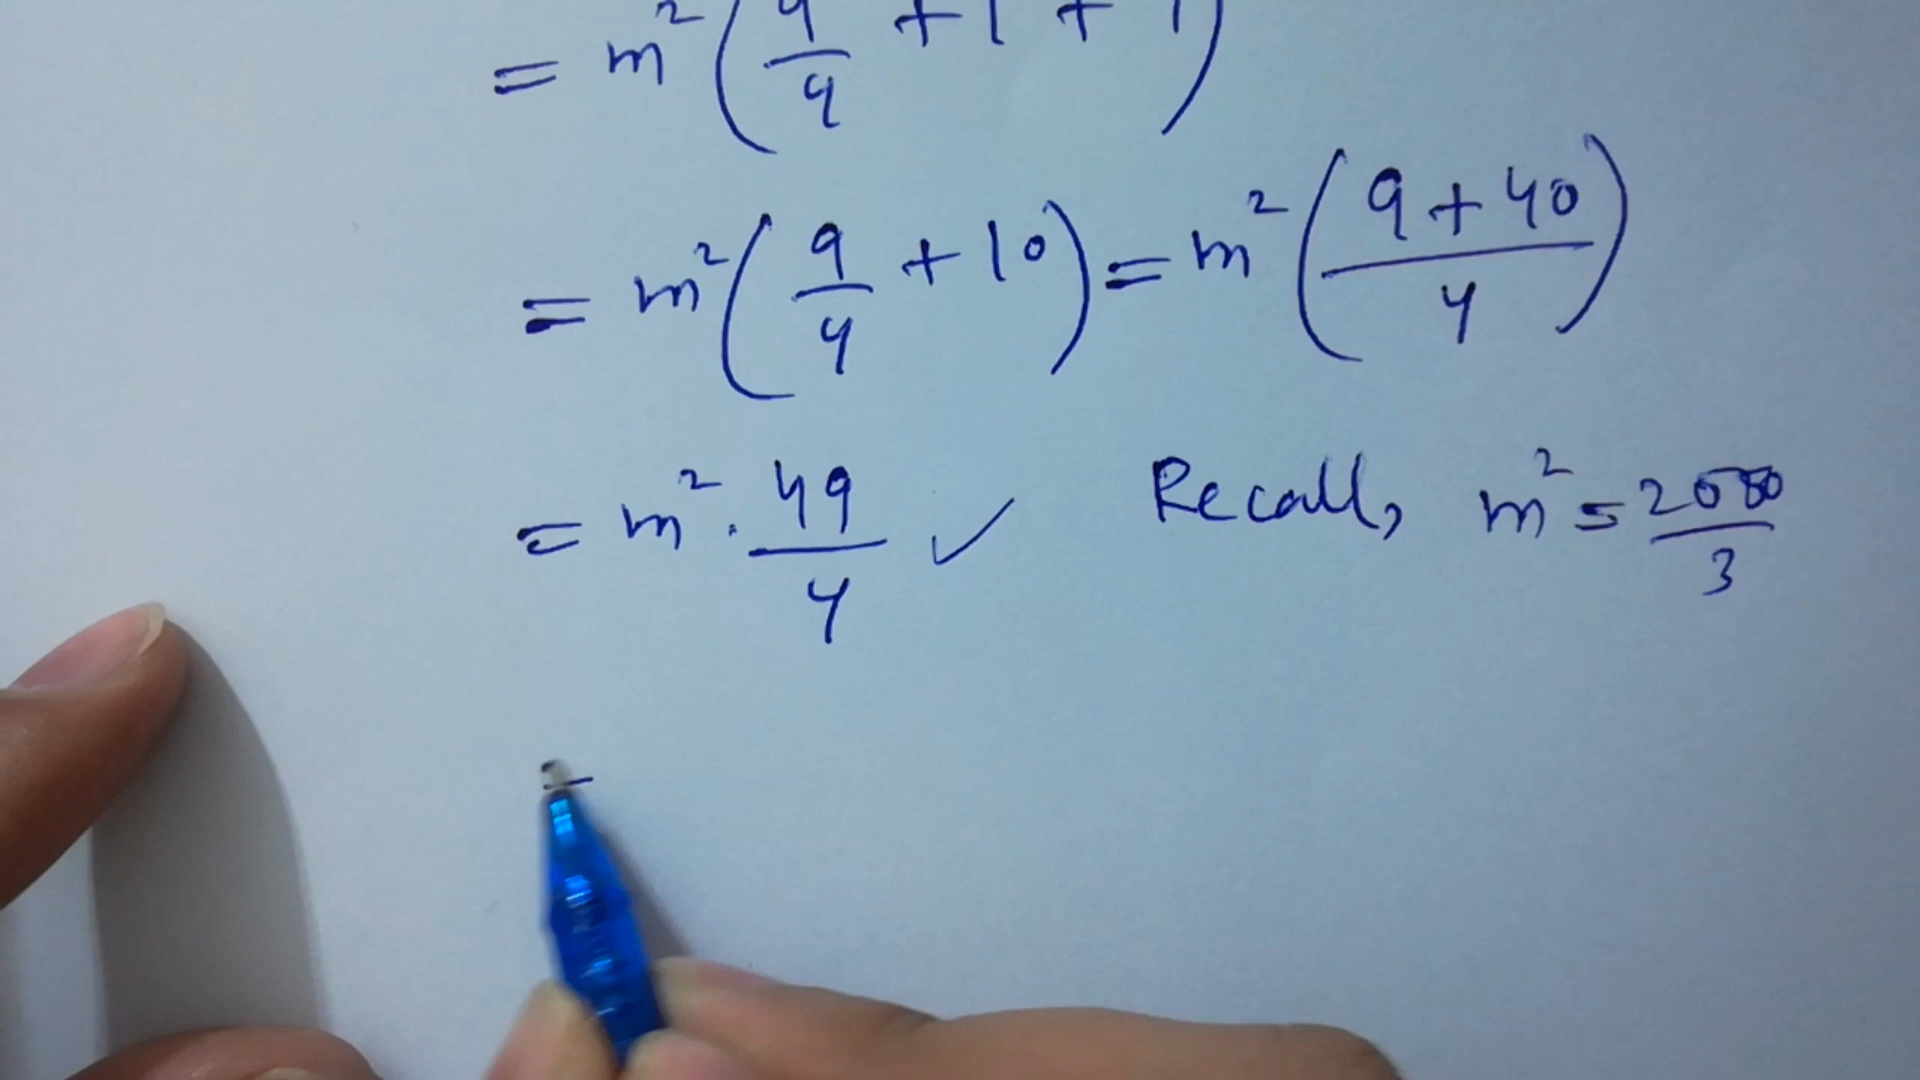 = m² ( 9/4 + 1 + 1 )
= m² ( 9/4 + 10 ) = m² ( (9 + 40)/4 )
= m² . 49/4 ✓ Recall, m² = 2000/3
=